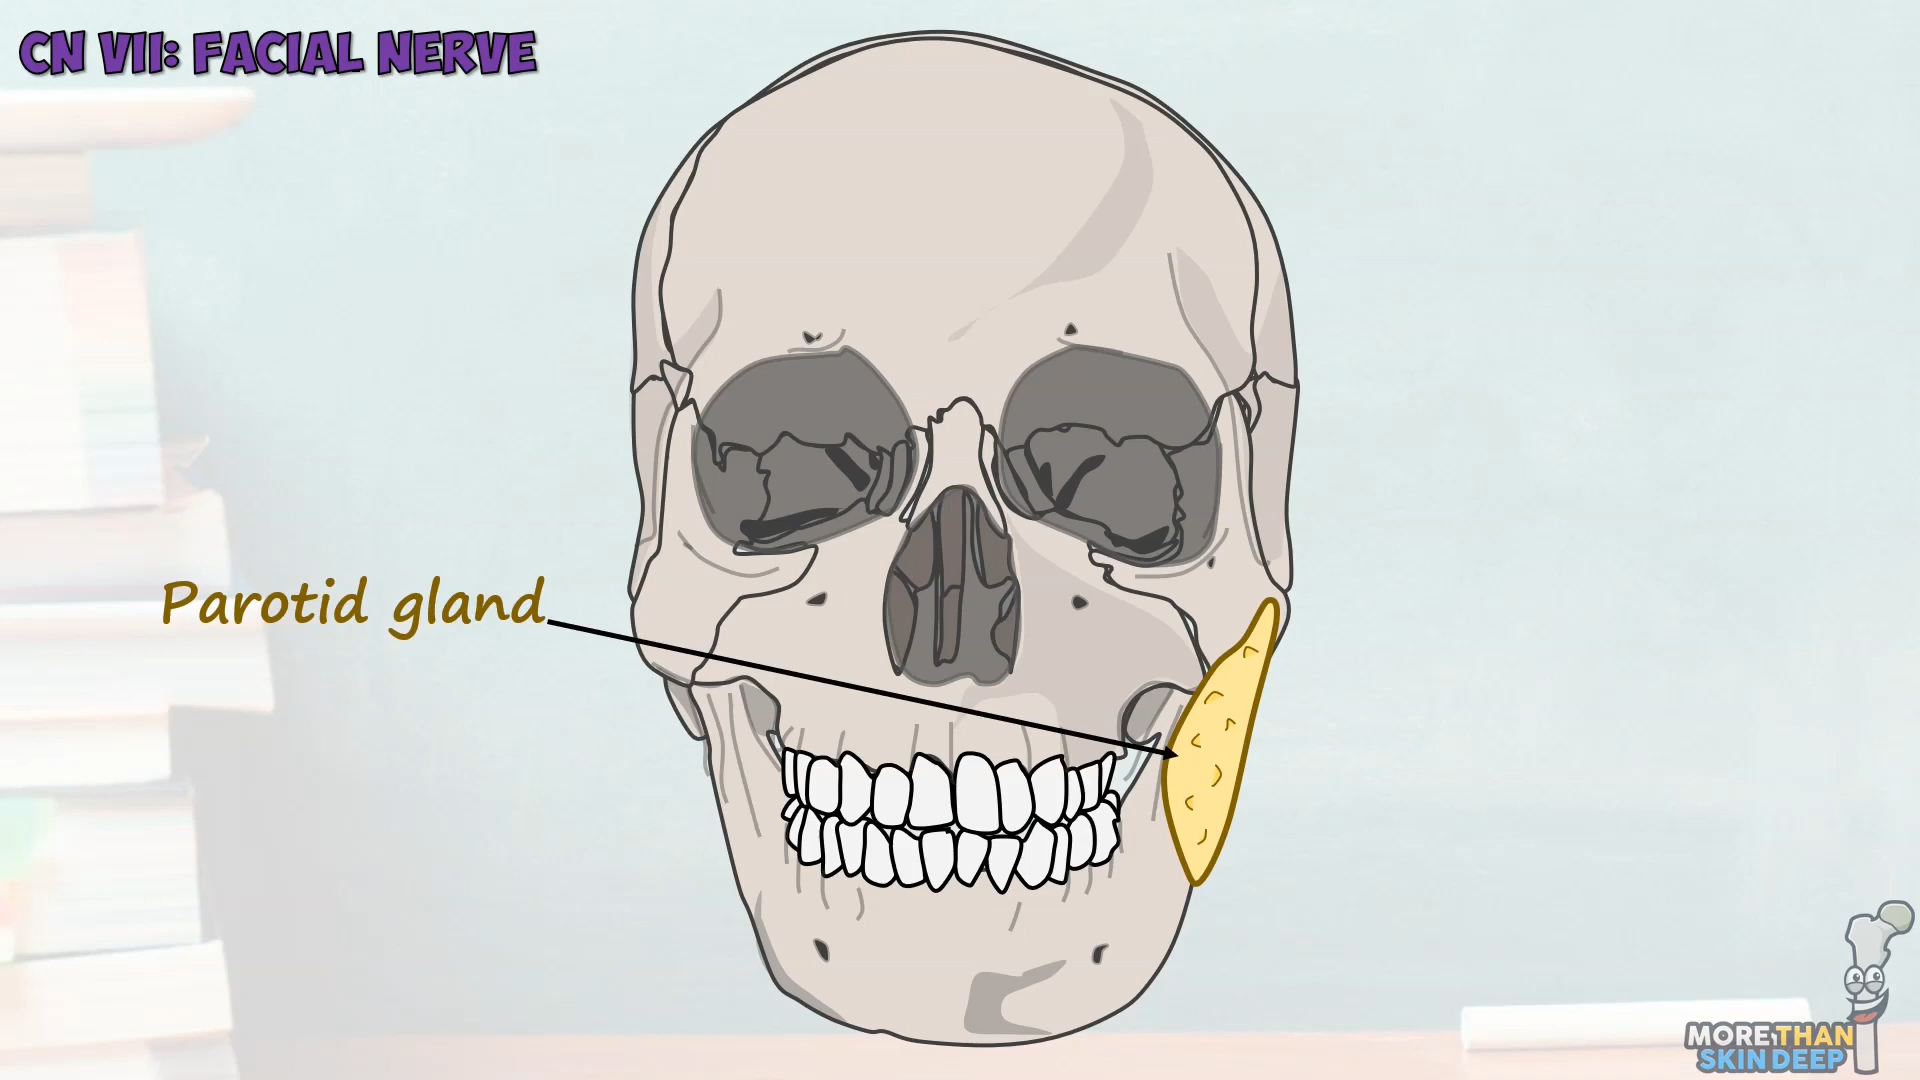 CN VII: FACIAL NERVE
Parotid gland
MORE THAN
SKIN DEEP